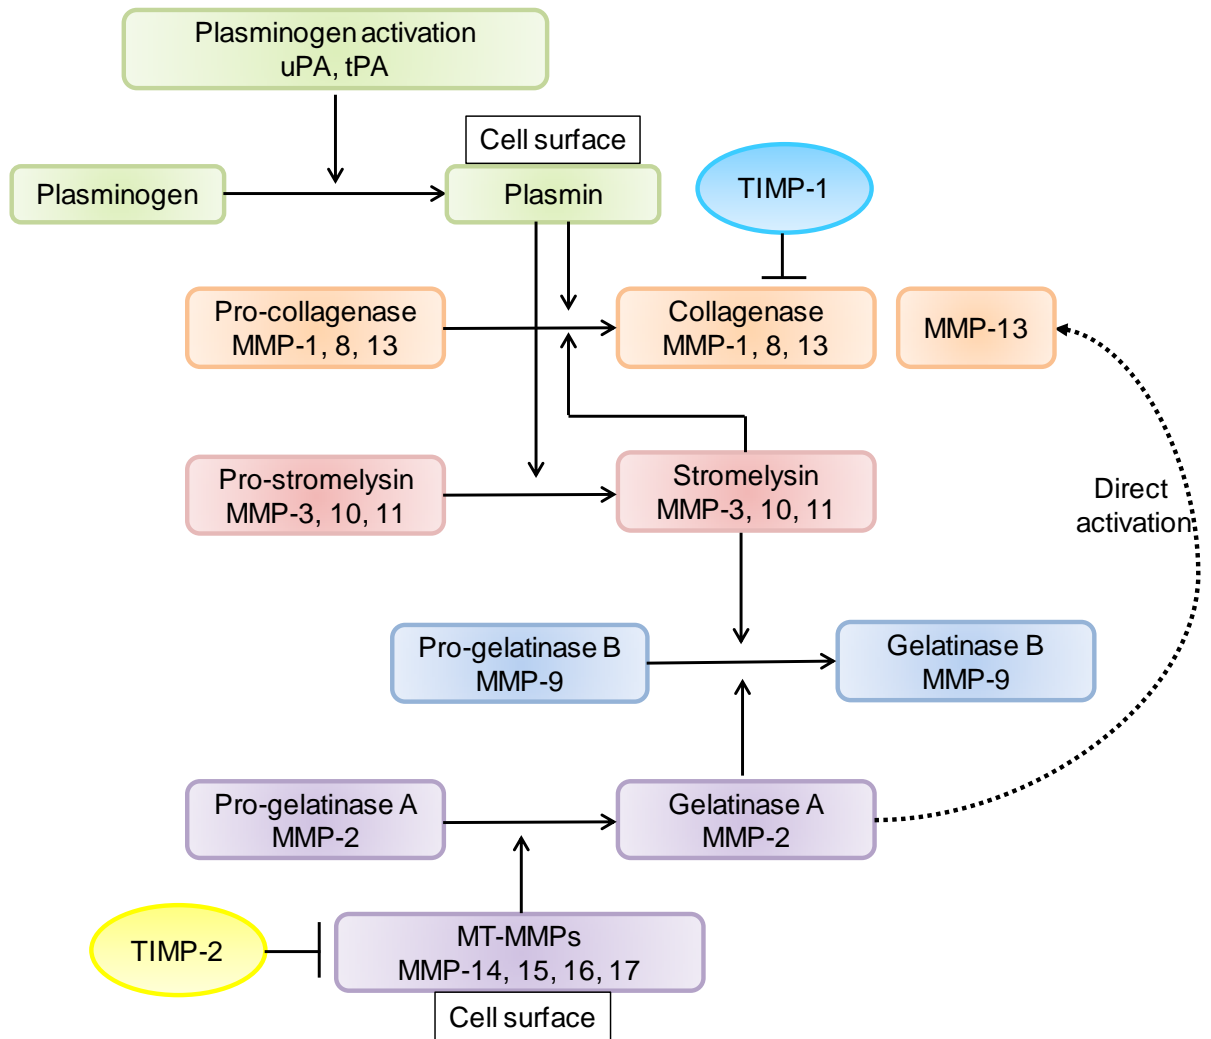 Plasminogen activation
uPA, tPA
Cell surface
Plasminogen
Plasmin
TIMP-1
Pro-collagenase
MMP-1, 8, 13
Collagenase
MMP-1, 8, 13
MMP-13
Pro-stromelysin
MMP-3, 10, 11
Stromelysin
MMP-3, 10, 11
Direct
activation
Pro-gelatinase B
MMP-9
Gelatinase B
MMP-9
Pro-gelatinase A
MMP-2
Gelatinase A
MMP-2
TIMP-2
MT-MMPs
MMP-14, 15, 16, 17
Cell surface